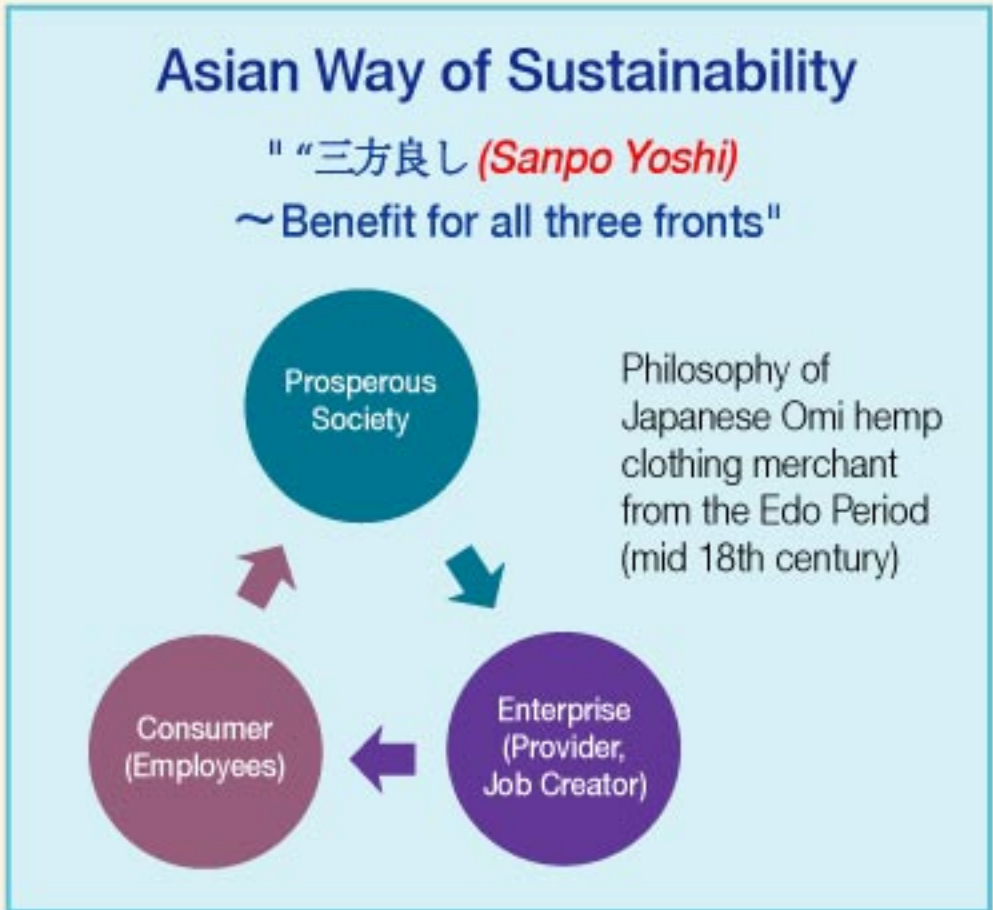 Asian Way of Sustainability
" “三方良し (Sanpo Yoshi)
～Benefit for all three fronts"
Prosperous
Society
Philosophy of
Japanese Omi hemp
clothing merchant
from the Edo Period
(mid 18th century)
Consumer
(Employees)
Enterprise
(Provider,
Job Creator)